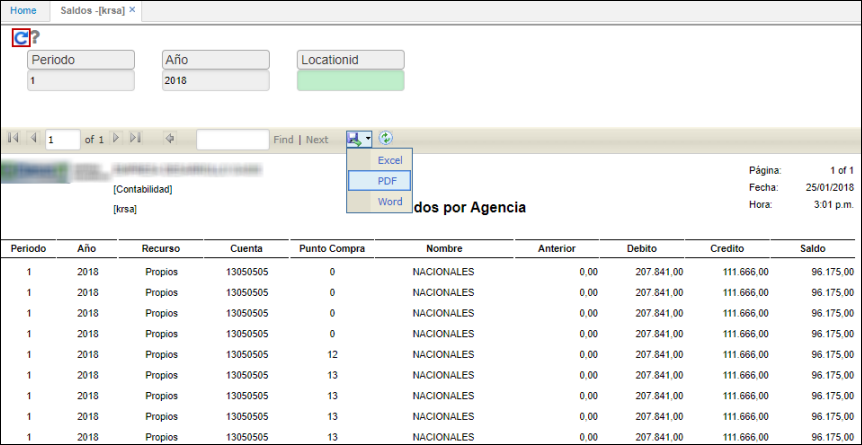 Home Saldos -[krsa] ×
?
Periodo Año Locationid
1 2018
1 of 1 Find | Next
Excel
PDF
Word
Página: 1 of 1
[Contabilidad] Fecha: 25/01/2018
[krsa] dos por Agencia Hora: 3:01 p.m.
Periodo Año Recurso Cuenta Punto Compra Nombre Anterior Debito Credito Saldo
1 2018 Propios 13050505 0 NACIONALES 0,00 207.841,00 111.666,00 96.175,00
1 2018 Propios 13050505 0 NACIONALES 0,00 207.841,00 111.666,00 96.175,00
1 2018 Propios 13050505 0 NACIONALES 0,00 207.841,00 111.666,00 96.175,00
1 2018 Propios 13050505 0 NACIONALES 0,00 207.841,00 111.666,00 96.175,00
1 2018 Propios 13050505 12 NACIONALES 0,00 207.841,00 111.666,00 96.175,00
1 2018 Propios 13050505 13 NACIONALES 0,00 207.841,00 111.666,00 96.175,00
1 2018 Propios 13050505 13 NACIONALES 0,00 207.841,00 111.666,00 96.175,00
1 2018 Propios 13050505 13 NACIONALES 0,00 207.841,00 111.666,00 96.175,00
1 2018 Propios 13050505 13 NACIONALES 0,00 207.841,00 111.666,00 96.175,00